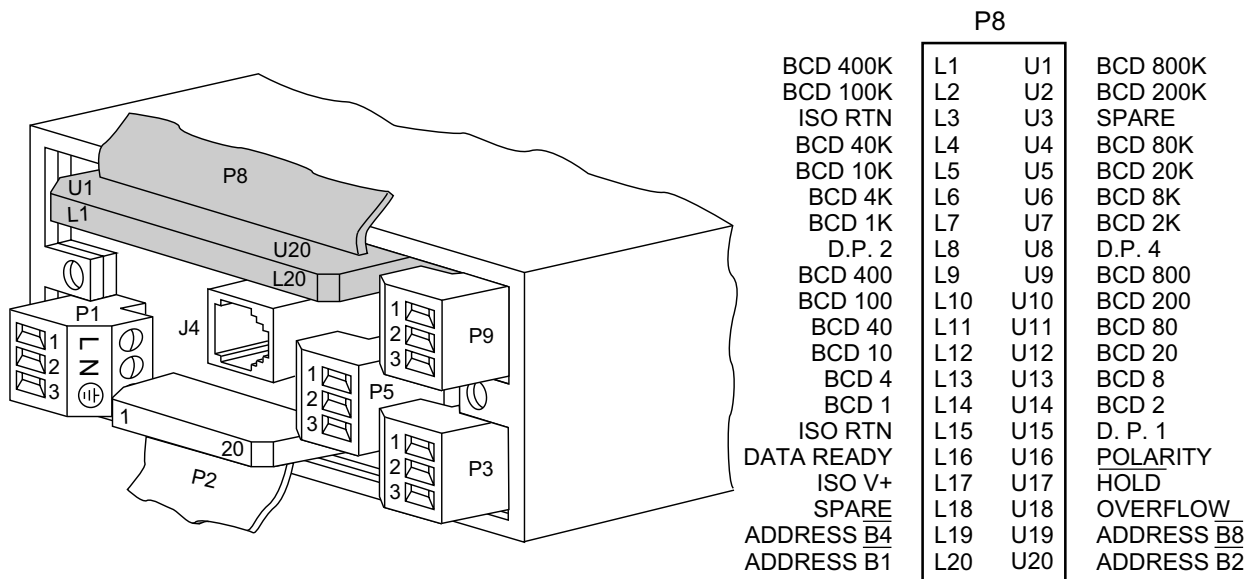 P8
U1
L1
U20
L20
P1
1
2
3
L
N
J4
1
2
3
P9
1
2
3
P5
1
2
3
P3
1
20
P2
P8
BCD 400K L1 U1 BCD 800K
BCD 100K L2 U2 BCD 200K
ISO RTN L3 U3 SPARE
BCD 40K L4 U4 BCD 80K
BCD 10K L5 U5 BCD 20K
BCD 4K L6 U6 BCD 8K
BCD 1K L7 U7 BCD 2K
D.P. 2 L8 U8 D.P. 4
BCD 400 L9 U9 BCD 800
BCD 100 L10 U10 BCD 200
BCD 40 L11 U11 BCD 80
BCD 10 L12 U12 BCD 20
BCD 4 L13 U13 BCD 8
BCD 1 L14 U14 BCD 2
ISO RTN L15 U15 D. P. 1
DATA READY L16 U16 POLARITY
ISO V+ L17 U17 H̅O̅L̅D̅
SPARE L18 U18 OVERFLOW
ADDRESS B̅4̅ L19 U19 ADDRESS B̅8̅
ADDRESS B̅1̅ L20 U20 ADDRESS B̅2̅